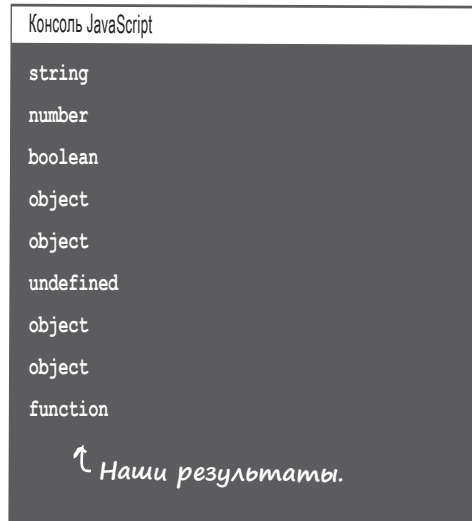 Консоль JavaScript
string
number
boolean
object
object
undefined
object
object
function
Наши результаты.